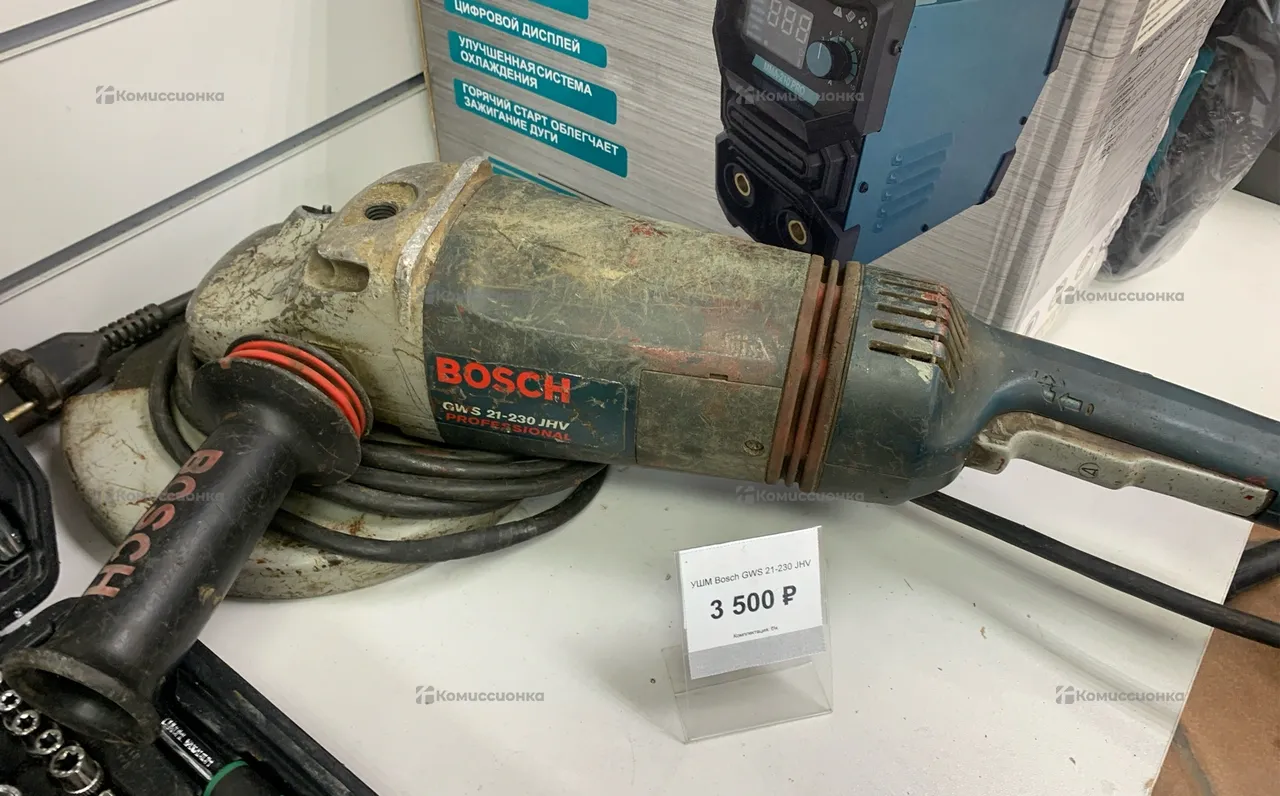 ЦИФРОВОЙ ДИСПЛЕЙ
УЛУЧШЕННАЯ СИСТЕМА
ОХЛАЖДЕНИЯ
ГОРЯЧИЙ СТАРТ ОБЛЕГЧАЕТ
ЗАЖИГАНИЕ ДУГИ
888
Комиссионка
Комиссионка
Комиссионка
BOSCH
GWS 21-230 JHV
PROFESSIONAL
BOSCH
Комиссионка
Комиссионка
УШМ Bosch GWS 21-230 JHV
3 500 ₽
Комиссионка
Комиссионка